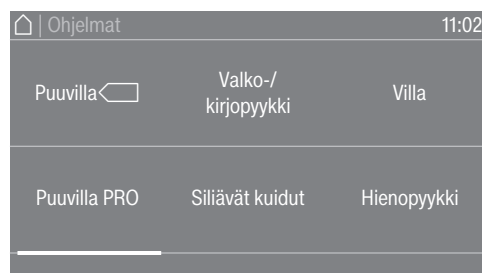 | Ohjelmat 11:02
Puuvilla Valko-/ kirjopyykki Villa
Puuvilla PRO Siliävät kuidut Hienopyykki